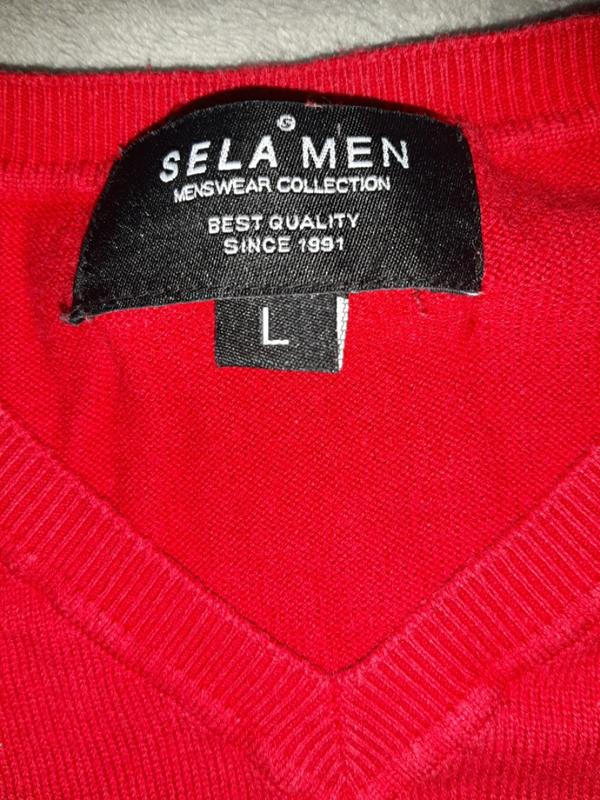 S
SELA MEN
MENSWEAR COLLECTION
BEST QUALITY
SINCE 1991
L